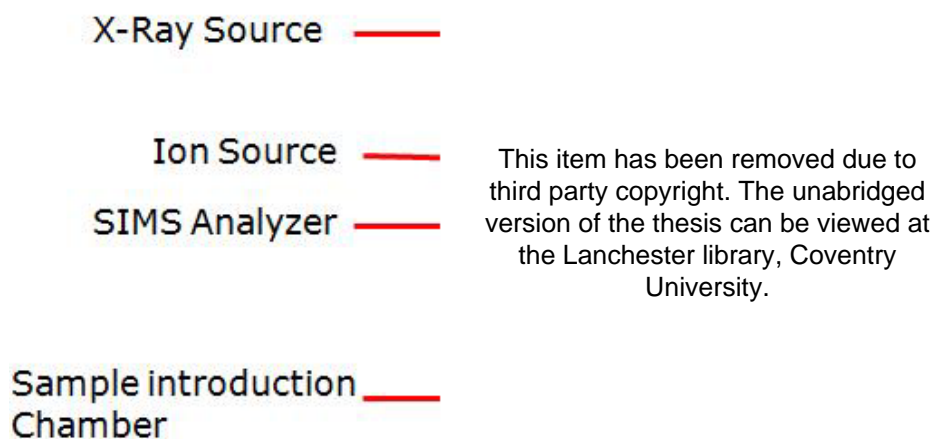 X-Ray Source
Ion Source
SIMS Analyzer
Sample introduction
Chamber
This item has been removed due to
third party copyright. The unabridged
version of the thesis can be viewed at
the Lanchester library, Coventry
University.